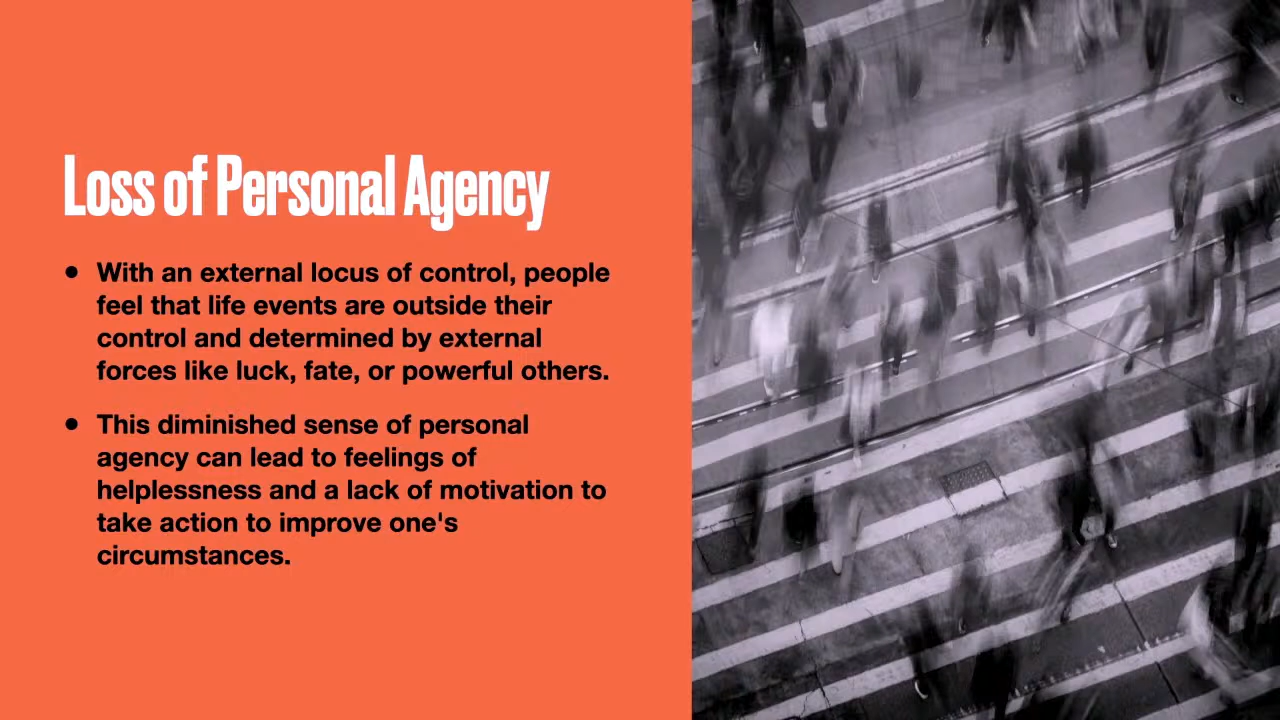 Loss of Personal Agency
• With an external locus of control, people
feel that life events are outside their
control and determined by external
forces like luck, fate, or powerful others.
• This diminished sense of personal
agency can lead to feelings of
helplessness and a lack of motivation to
take action to improve one's
circumstances.